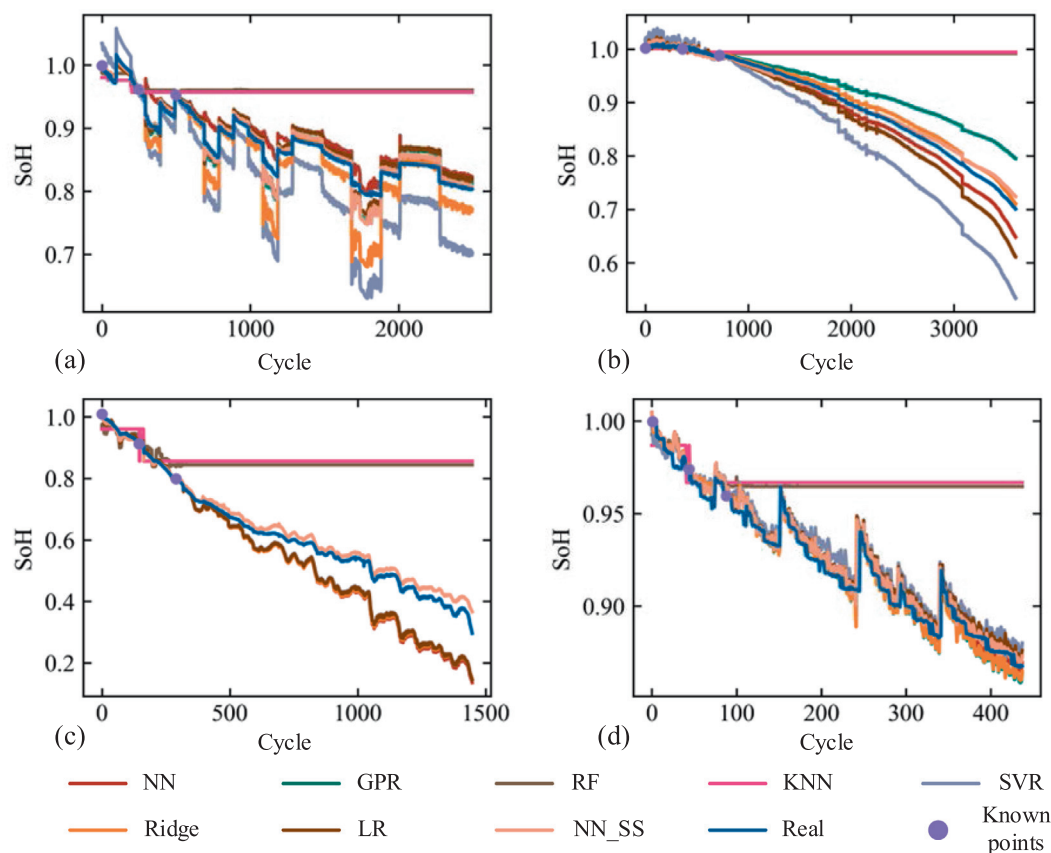 SoH
1.0
0.9
0.8
0.7
0 1000 2000
(a) Cycle
SoH
1.0
0.9
0.8
0.7
0.6
0 1000 2000 3000
(b) Cycle
SoH
1.0
0.8
0.6
0.4
0.2
0 500 1000 1500
(c) Cycle
SoH
1.00
0.95
0.90
0 100 200 300 400
(d) Cycle
NN GPR RF KNN SVR
Ridge LR NN_SS Real Known
points